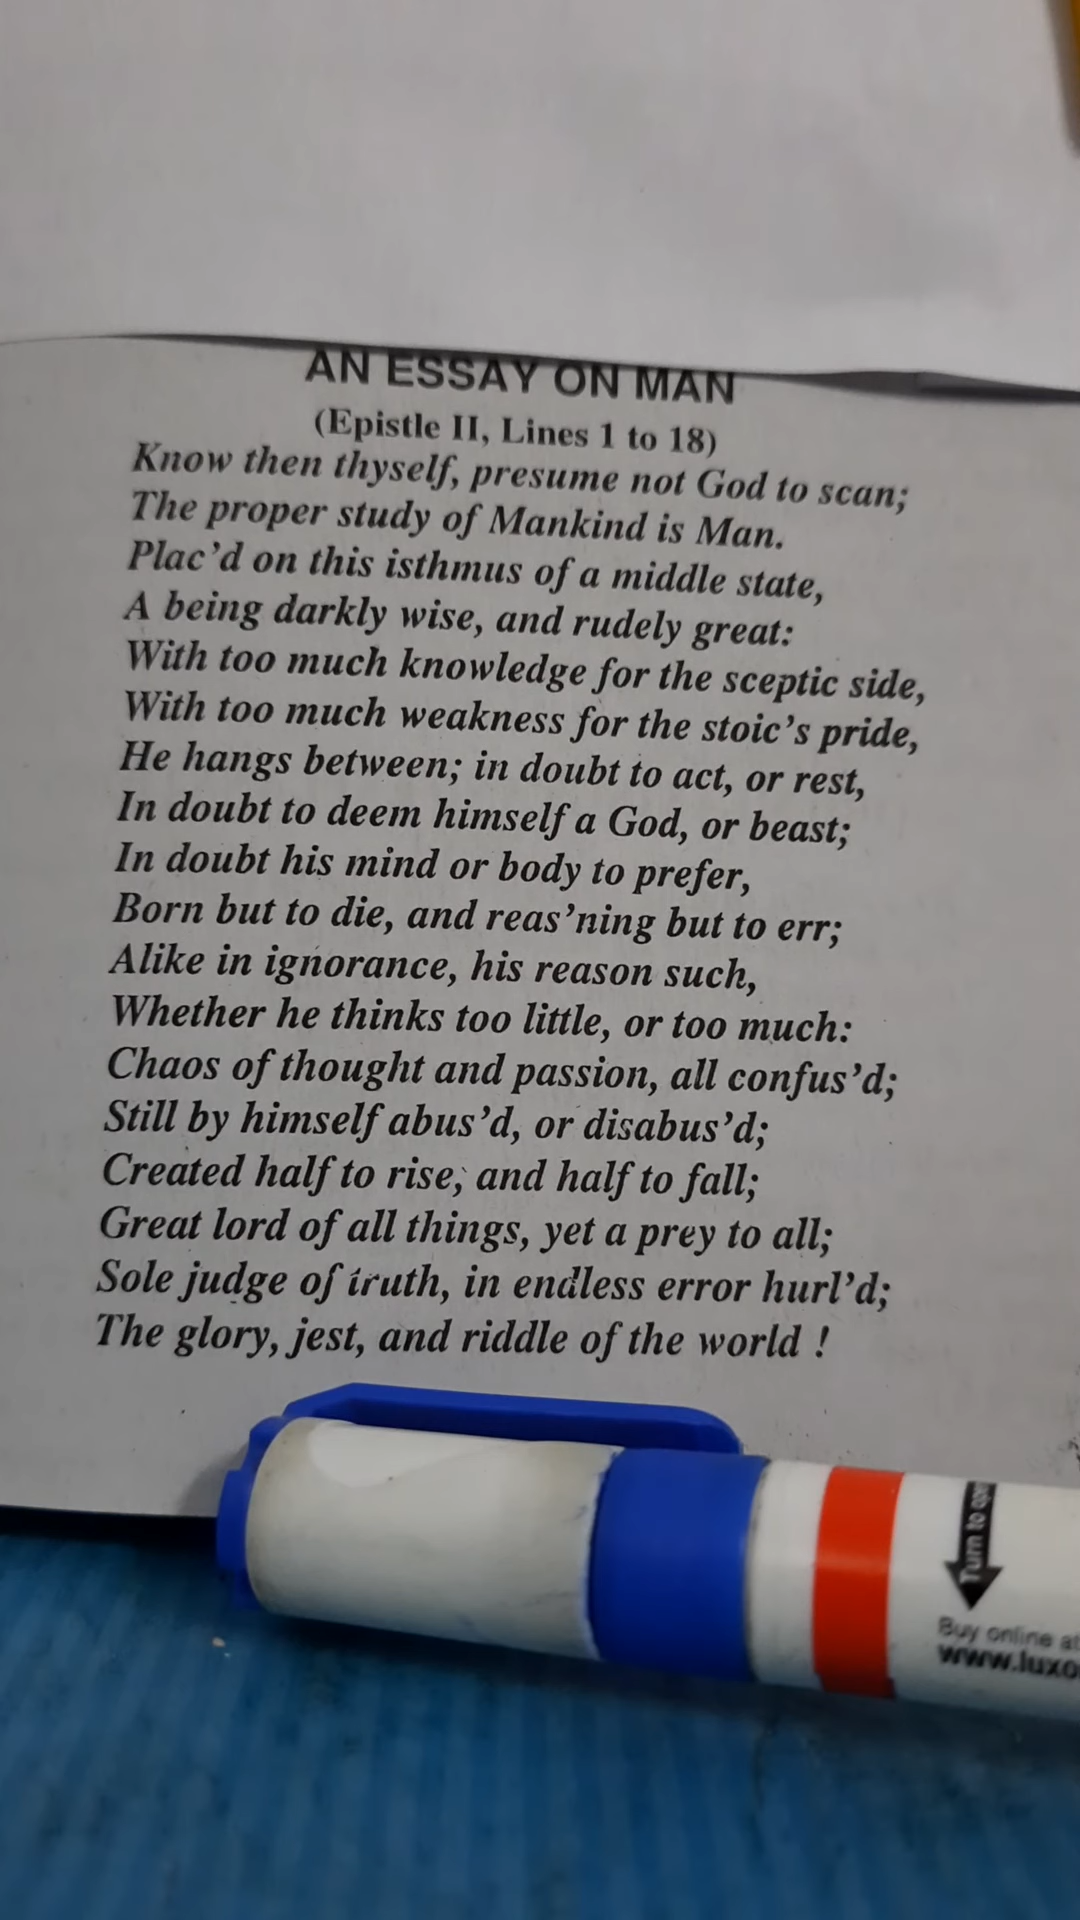 AN ESSAY ON MAN
(Epistle II, Lines 1 to 18)
Know then thyself, presume not God to scan;
The proper study of Mankind is Man.
Plac'd on this isthmus of a middle state,
A being darkly wise, and rudely great:
With too much knowledge for the sceptic side,
With too much weakness for the stoic's pride,
He hangs between; in doubt to act, or rest,
In doubt to deem himself a God, or beast;
In doubt his mind or body to prefer,
Born but to die, and reas'ning but to err;
Alike in ignorance, his reason such,
Whether he thinks too little, or too much:
Chaos of thought and passion, all confus'd;
Still by himself abus'd, or disabus'd;
Created half to rise; and half to fall;
Great lord of all things, yet a prey to all;
Sole judge of truth, in endless error hurl'd;
The glory, jest, and riddle of the world !
Turn to
Buy online at
www.luxo